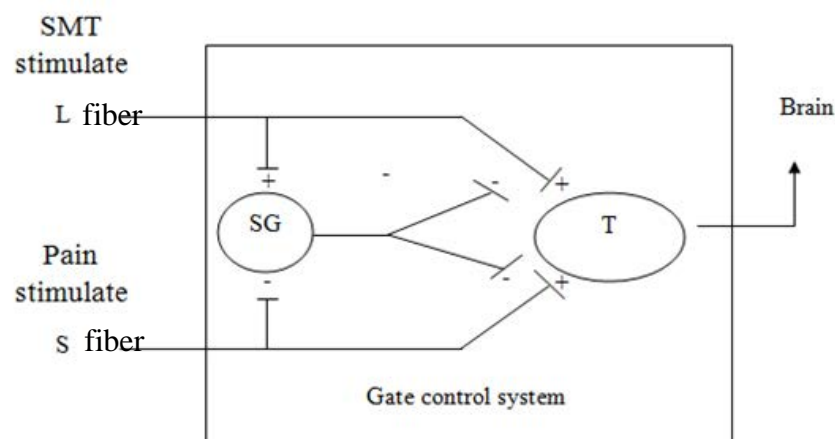 SMT
stimulate
L fiber
Brain
+
-
-
+
SG
T
Pain
stimulate
-
-
+
S fiber
Gate control system